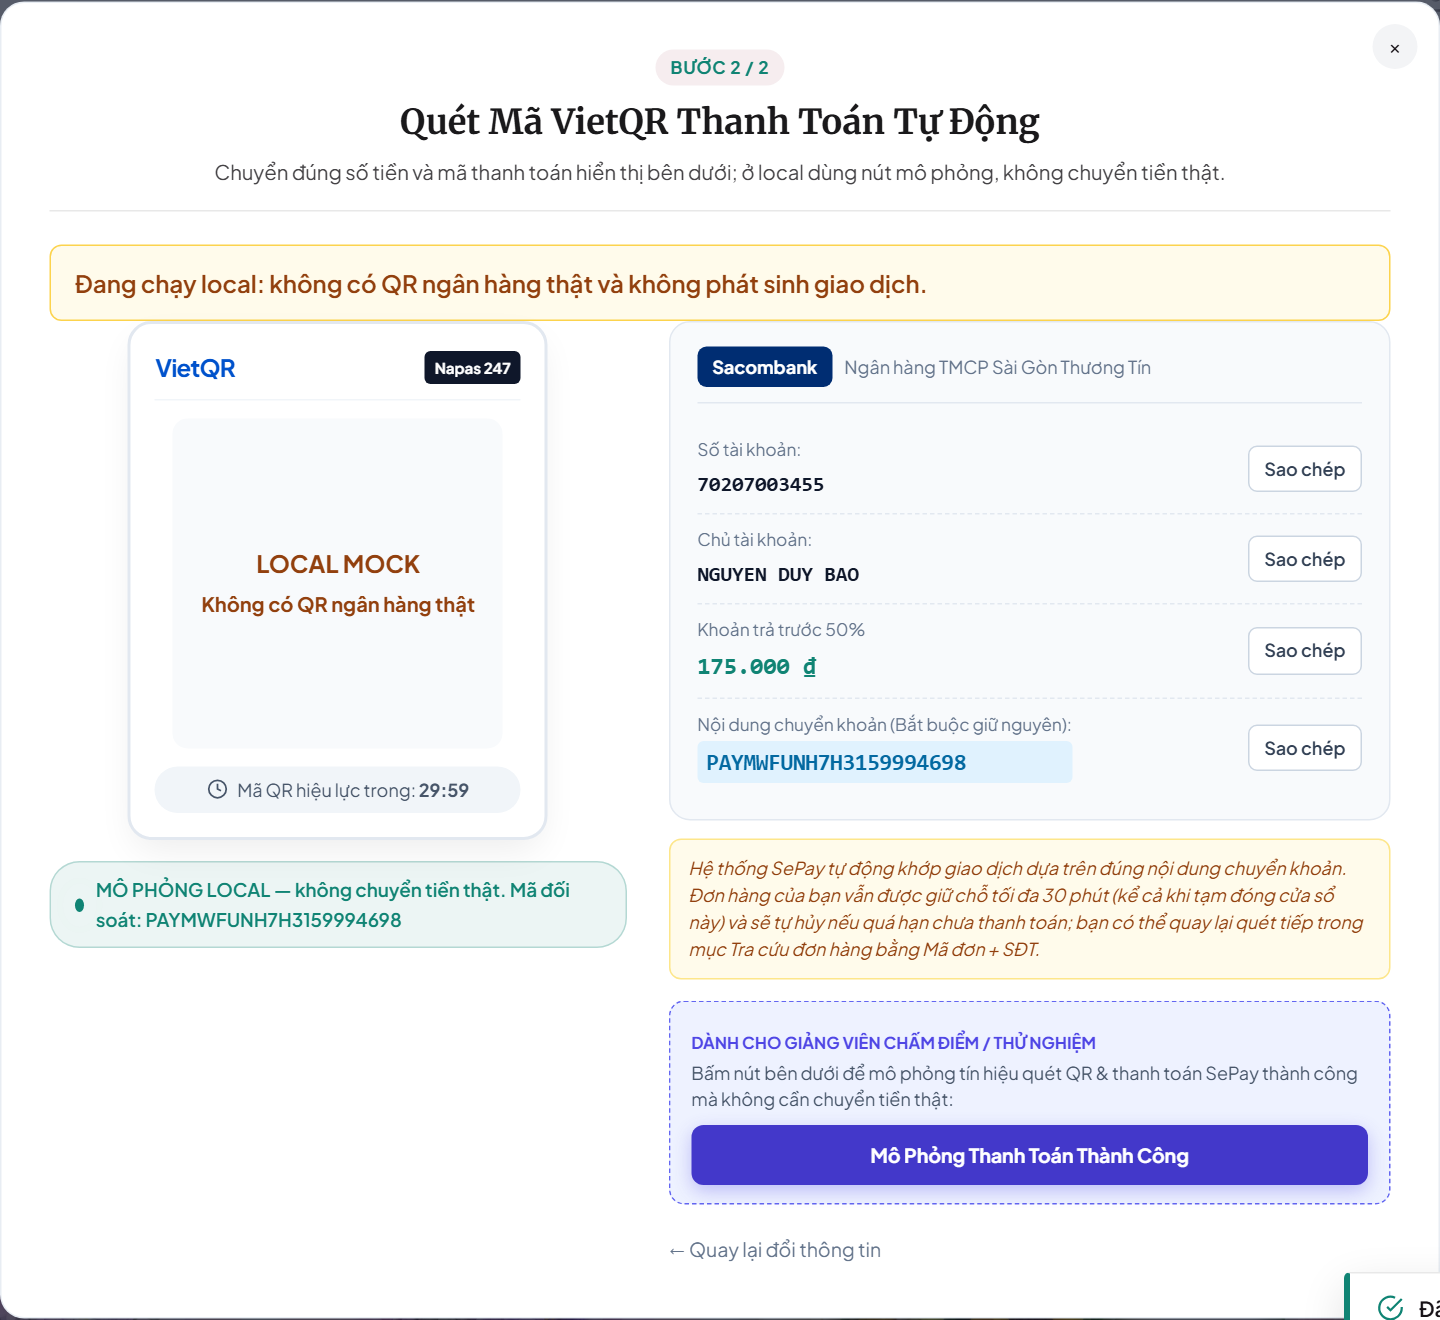 ×
BƯỚC 2 / 2
Quét Mã VietQR Thanh Toán Tự Động
Chuyển đúng số tiền và mã thanh toán hiển thị bên dưới; ở local dùng nút mô phỏng, không chuyển tiền thật.
Đang chạy local: không có QR ngân hàng thật và không phát sinh giao dịch.
VietQR
Napas 247
LOCAL MOCK
Không có QR ngân hàng thật
Mã QR hiệu lực trong: 29:59
MÔ PHỎNG LOCAL — không chuyển tiền thật. Mã đối
soát: PAYMWFUNH7H3159994698
Sacombank Ngân hàng TMCP Sài Gòn Thương Tín
Số tài khoản:
70207003455
Sao chép
Chủ tài khoản:
NGUYEN DUY BAO
Sao chép
Khoản trả trước 50%
175.000 ₫
Sao chép
Nội dung chuyển khoản (Bắt buộc giữ nguyên):
PAYMWFUNH7H3159994698
Sao chép
Hệ thống SePay tự động khớp giao dịch dựa trên đúng nội dung chuyển khoản.
Đơn hàng của bạn vẫn được giữ chỗ tối đa 30 phút (kể cả khi tạm đóng cửa sổ
này) và sẽ tự hủy nếu quá hạn chưa thanh toán; bạn có thể quay lại quét tiếp trong
mục Tra cứu đơn hàng bằng Mã đơn + SĐT.
DÀNH CHO GIẢNG VIÊN CHẤM ĐIỂM / THỬ NGHIỆM
Bấm nút bên dưới để mô phỏng tín hiệu quét QR & thanh toán SePay thành công
mà không cần chuyển tiền thật:
Mô Phỏng Thanh Toán Thành Công
← Quay lại đổi thông tin